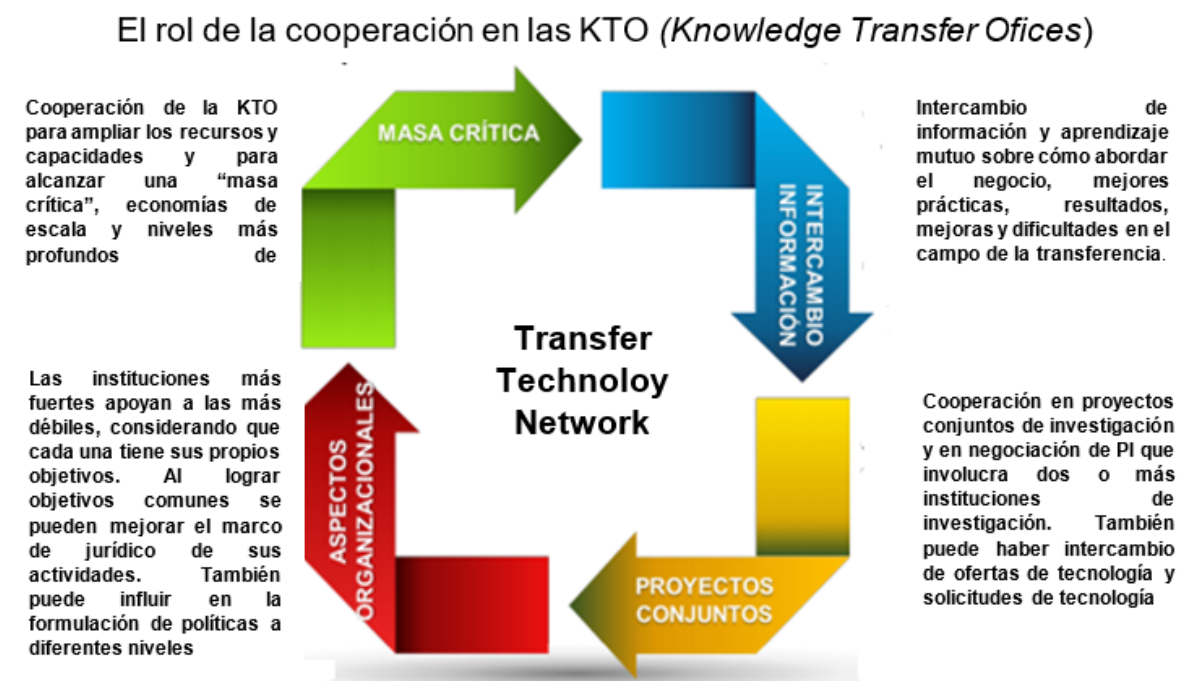 El rol de la cooperación en las KTO (Knowledge Transfer Ofices)
Cooperación de la KTO
para ampliar los recursos y
capacidades y para
alcanzar una “masa
crítica”, economías de
escala y niveles más
profundos de
MASA CRÍTICA
INTERCAMBIO
INFORMACIÓN
Intercambio de
información y aprendizaje
mutuo sobre cómo abordar
el negocio, mejores
prácticas, resultados,
mejoras y dificultades en el
campo de la transferencia.
Transfer
Technoloy
Network
Las instituciones más
fuertes apoyan a las más
débiles, considerando que
cada una tiene sus propios
objetivos. Al lograr
objetivos comunes se
pueden mejorar el marco
de jurídico de sus
actividades. También
puede influir en la
formulación de políticas a
diferentes niveles
ASPECTOS
ORGANIZACIONALES
PROYECTOS
CONJUNTOS
Cooperación en proyectos
conjuntos de investigación
y en negociación de PI que
involucra dos o más
instituciones de
investigación. También
puede haber intercambio
de ofertas de tecnología y
solicitudes de tecnología